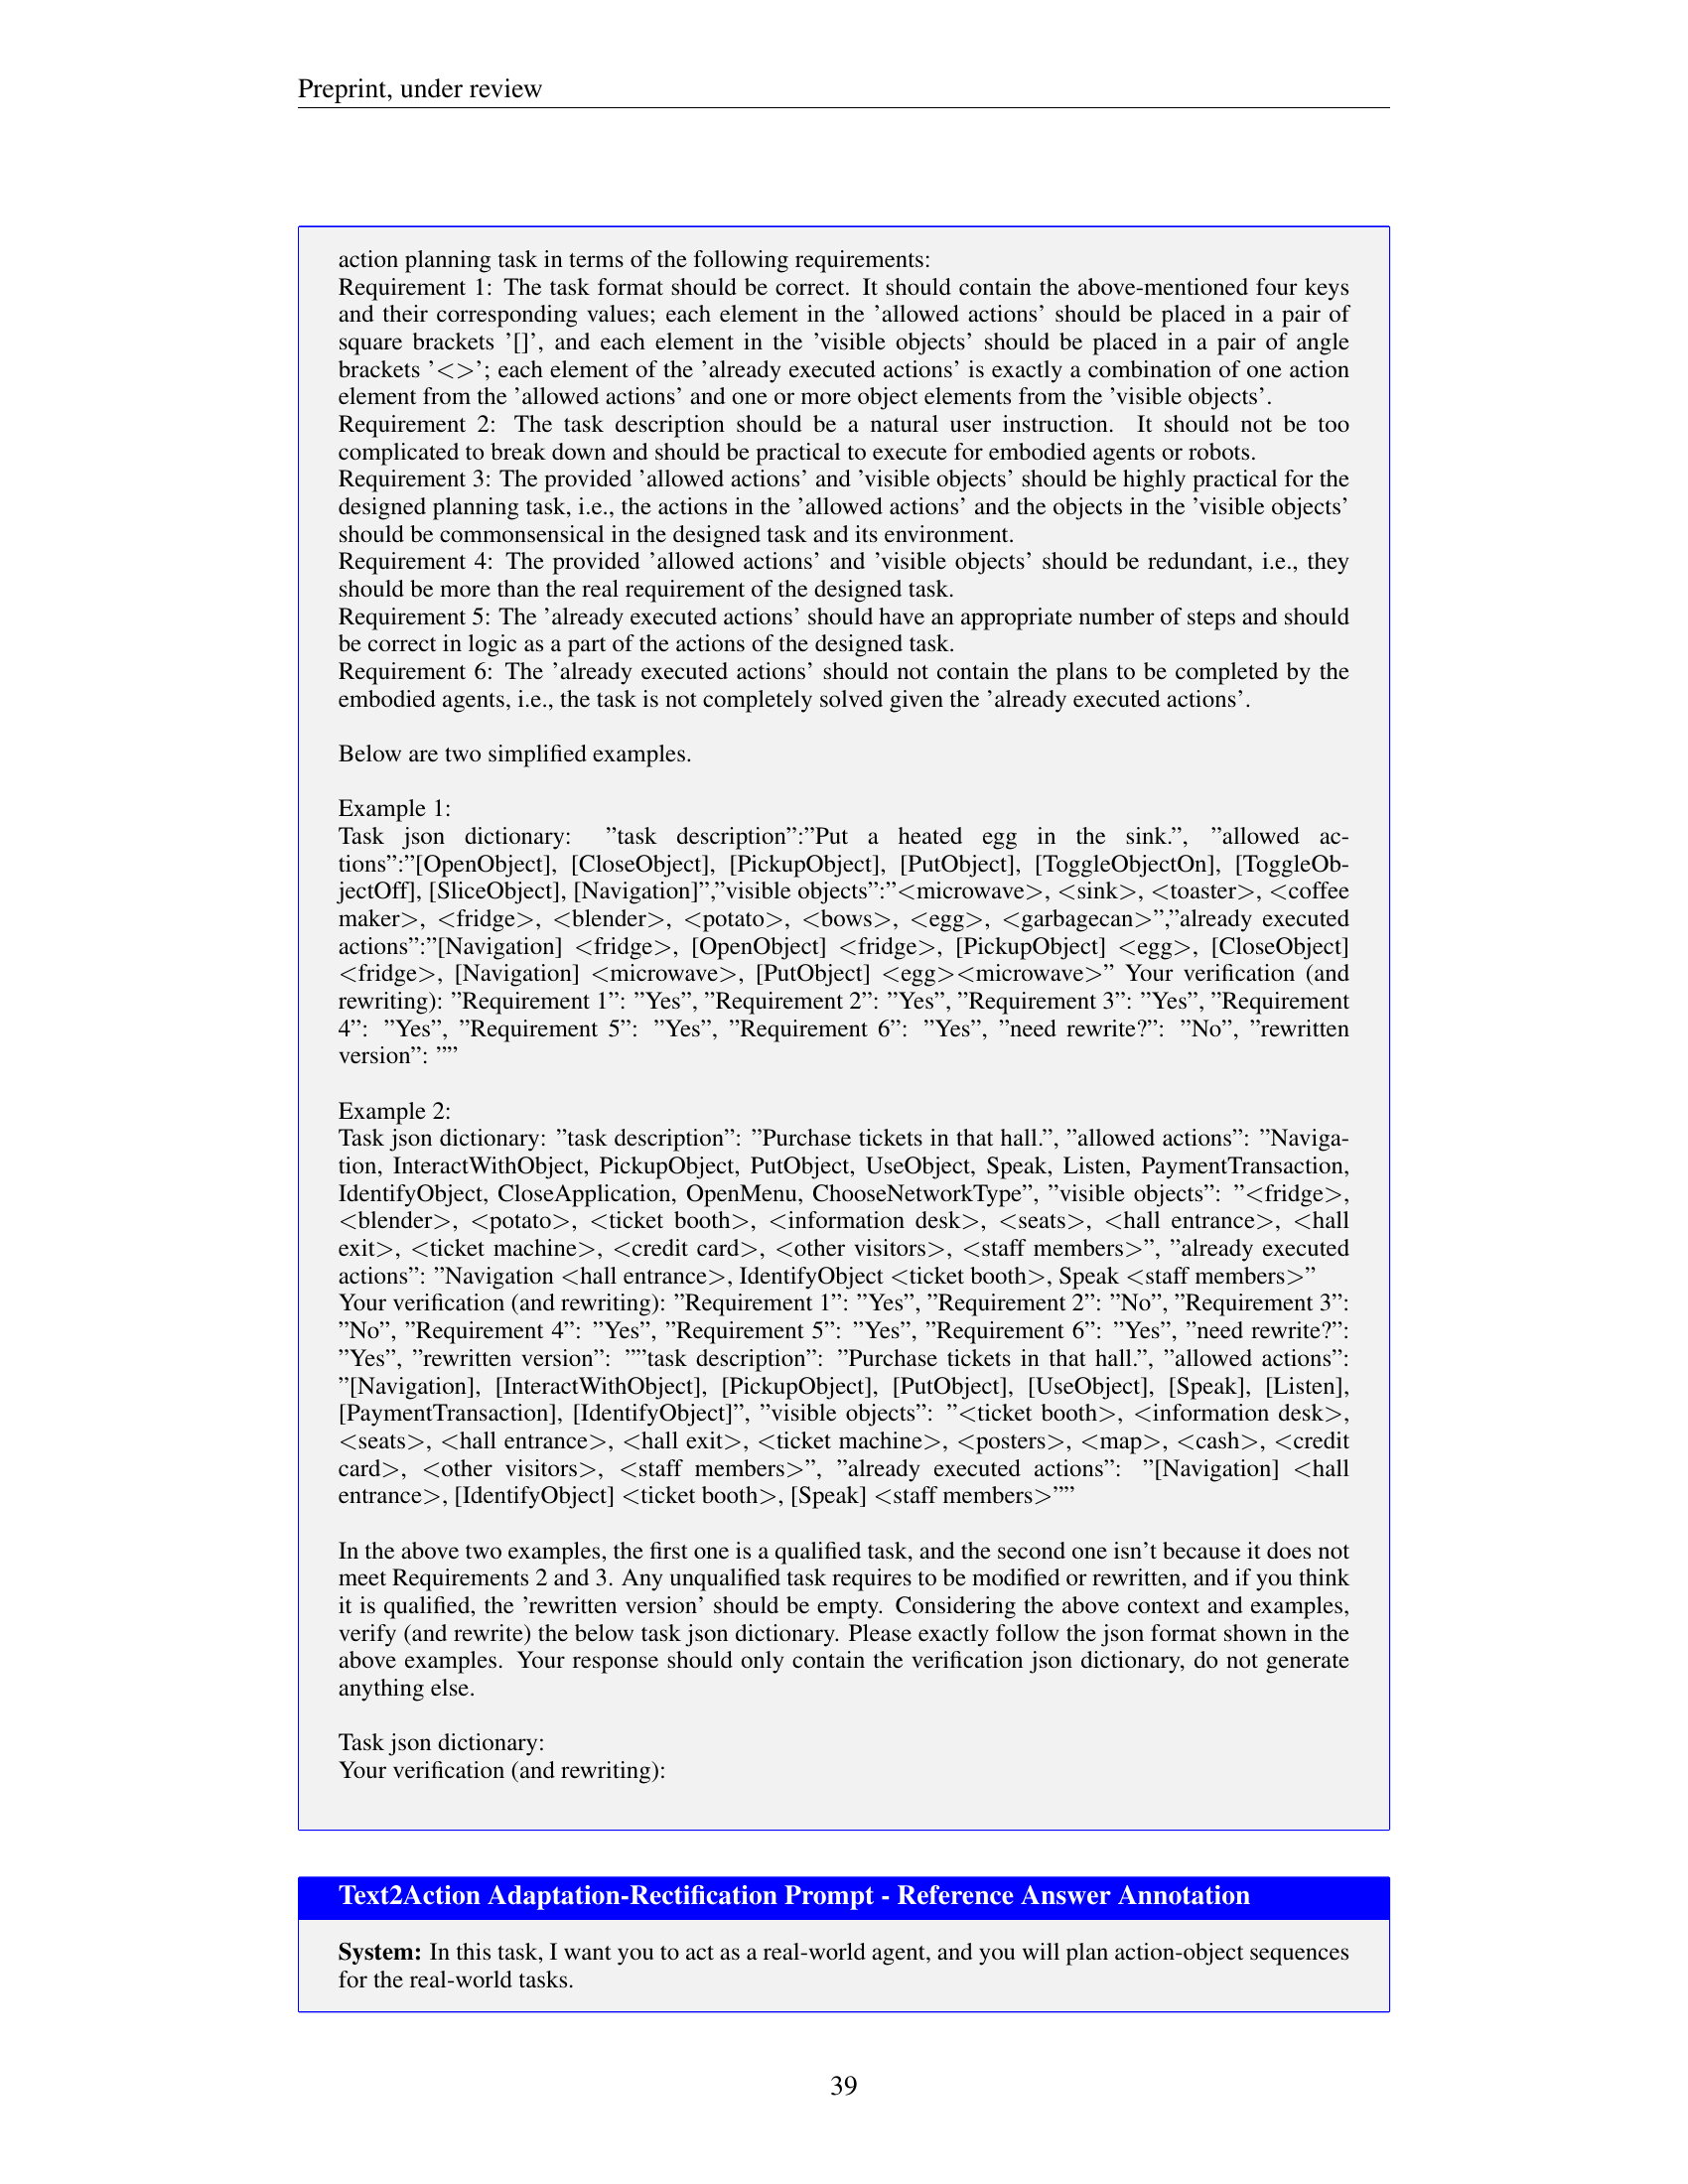 Preprint, under review
action planning task in terms of the following requirements:
Requirement 1: The task format should be correct. It should contain the above-mentioned four keys
and their corresponding values; each element in the ’allowed actions’ should be placed in a pair of
square brackets ’[]’, and each element in the ’visible objects’ should be placed in a pair of angle
brackets ’<>’; each element of the ’already executed actions’ is exactly a combination of one action
element from the ’allowed actions’ and one or more object elements from the ’visible objects’.
Requirement 2: The task description should be a natural user instruction. It should not be too
complicated to break down and should be practical to execute for embodied agents or robots.
Requirement 3: The provided ’allowed actions’ and ’visible objects’ should be highly practical for the
designed planning task, i.e., the actions in the ’allowed actions’ and the objects in the ’visible objects’
should be commonsensical in the designed task and its environment.
Requirement 4: The provided ’allowed actions’ and ’visible objects’ should be redundant, i.e., they
should be more than the real requirement of the designed task.
Requirement 5: The ’already executed actions’ should have an appropriate number of steps and should
be correct in logic as a part of the actions of the designed task.
Requirement 6: The ’already executed actions’ should not contain the plans to be completed by the
embodied agents, i.e., the task is not completely solved given the ’already executed actions’.
Below are two simplified examples.
Example 1:
Task json dictionary: ”task description”:”Put a heated egg in the sink.”, ”allowed ac-
tions”:”[OpenObject], [CloseObject], [PickupObject], [PutObject], [ToggleObjectOn], [ToggleOb-
jectOff], [SliceObject], [Navigation]”,”visible objects”:”<microwave>, <sink>, <toaster>, <coffee
maker>, <fridge>, <blender>, <potato>, <bows>, <egg>, <garbagecan>”,”already executed
actions”:”[Navigation] <fridge>, [OpenObject] <fridge>, [PickupObject] <egg>, [CloseObject]
<fridge>, [Navigation] <microwave>, [PutObject] <egg><microwave>” Your verification (and
rewriting): ”Requirement 1”: ”Yes”, ”Requirement 2”: ”Yes”, ”Requirement 3”: ”Yes”, ”Requirement
4”: ”Yes”, ”Requirement 5”: ”Yes”, ”Requirement 6”: ”Yes”, ”need rewrite?”: ”No”, ”rewritten
version”: ””
Example 2:
Task json dictionary: ”task description”: ”Purchase tickets in that hall.”, ”allowed actions”: ”Naviga-
tion, InteractWithObject, PickupObject, PutObject, UseObject, Speak, Listen, PaymentTransaction,
IdentifyObject, CloseApplication, OpenMenu, ChooseNetworkType”, ”visible objects”: ”<fridge>,
<blender>, <potato>, <ticket booth>, <information desk>, <seats>, <hall entrance>, <hall
exit>, <ticket machine>, <credit card>, <other visitors>, <staff members>”, ”already executed
actions”: ”Navigation <hall entrance>, IdentifyObject <ticket booth>, Speak <staff members>”
Your verification (and rewriting): ”Requirement 1”: ”Yes”, ”Requirement 2”: ”No”, ”Requirement 3”:
”No”, ”Requirement 4”: ”Yes”, ”Requirement 5”: ”Yes”, ”Requirement 6”: ”Yes”, ”need rewrite?”:
”Yes”, ”rewritten version”: ””task description”: ”Purchase tickets in that hall.”, ”allowed actions”:
”[Navigation], [InteractWithObject], [PickupObject], [PutObject], [UseObject], [Speak], [Listen],
[PaymentTransaction], [IdentifyObject]”, ”visible objects”: ”<ticket booth>, <information desk>,
<seats>, <hall entrance>, <hall exit>, <ticket machine>, <posters>, <map>, <cash>, <credit
card>, <other visitors>, <staff members>”, ”already executed actions”: ”[Navigation] <hall
entrance>, [IdentifyObject] <ticket booth>, [Speak] <staff members>””
In the above two examples, the first one is a qualified task, and the second one isn’t because it does not
meet Requirements 2 and 3. Any unqualified task requires to be modified or rewritten, and if you think
it is qualified, the ’rewritten version’ should be empty. Considering the above context and examples,
verify (and rewrite) the below task json dictionary. Please exactly follow the json format shown in the
above examples. Your response should only contain the verification json dictionary, do not generate
anything else.
Task json dictionary:
Your verification (and rewriting):
Text2Action Adaptation-Rectification Prompt - Reference Answer Annotation
System: In this task, I want you to act as a real-world agent, and you will plan action-object sequences
for the real-world tasks.
39